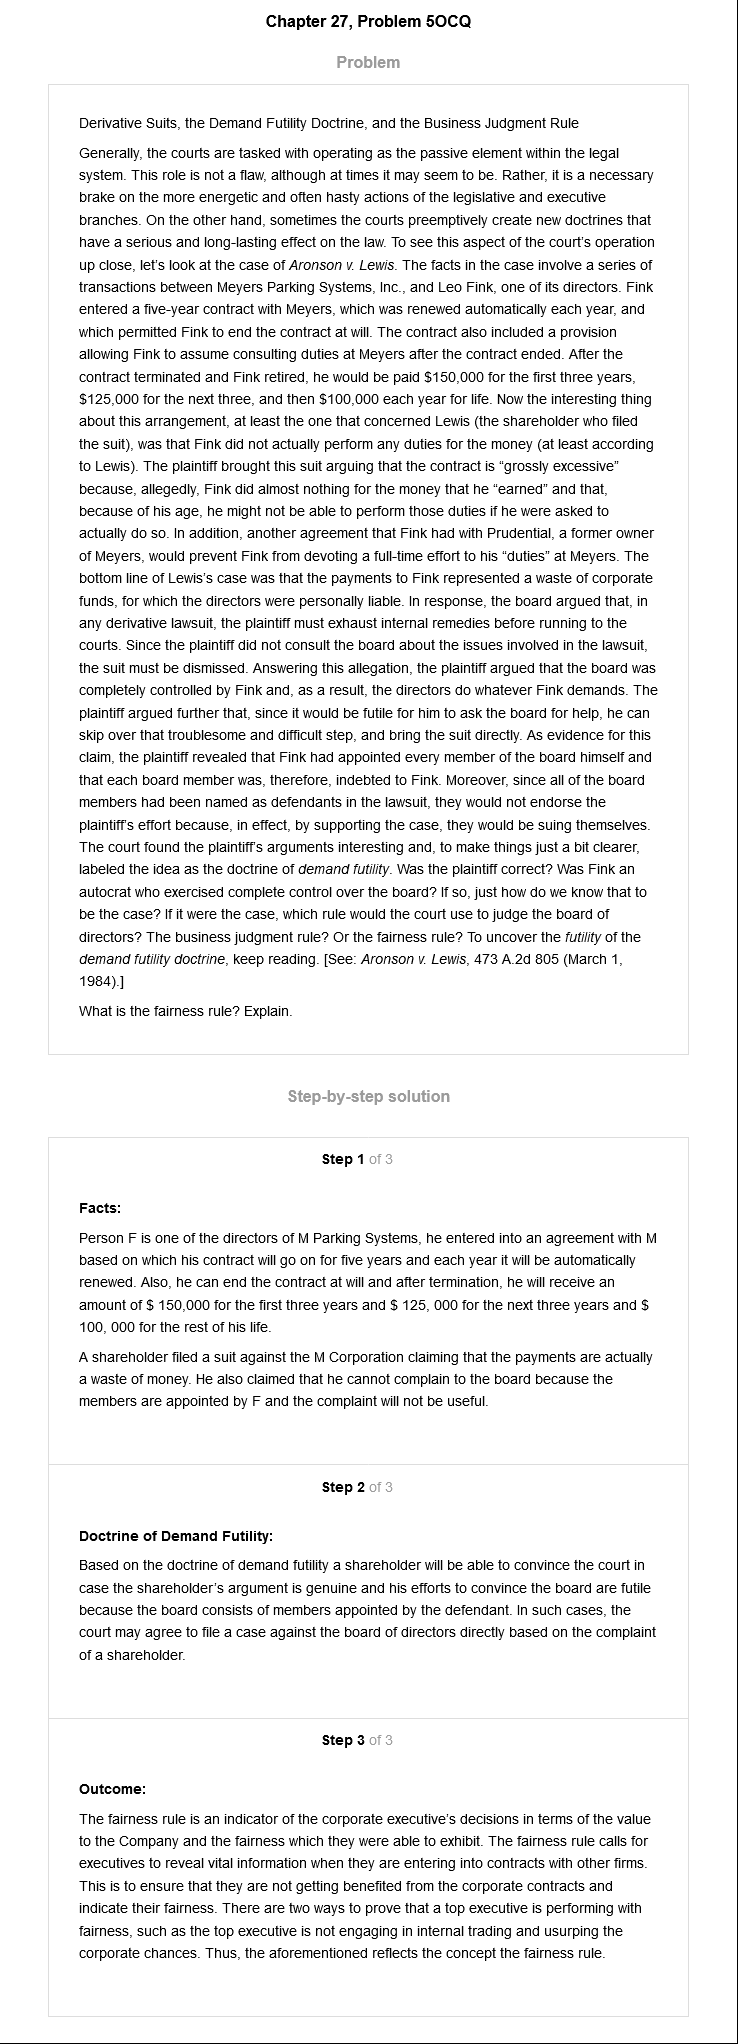 Chapter 27, Problem 5OCQ
Problem
Derivative Suits, the Demand Futility Doctrine, and the Business Judgment Rule
Generally, the courts are tasked with operating as the passive element within the legal
system. This role is not a flaw, although at times it may seem to be. Rather, it is a necessary
brake on the more energetic and often hasty actions of the legislative and executive
branches. On the other hand, sometimes the courts preemptively create new doctrines that
have a serious and long-lasting effect on the law. To see this aspect of the court's operation
up close, let's look at the case of Aronson v. Lewis. The facts in the case involve a series of
transactions between Meyers Parking Systems, Inc., and Leo Fink, one of its directors. Fink
entered a five-year contract with Meyers, which was renewed automatically each year, and
which permitted Fink to end the contract at will. The contract also included a provision
allowing Fink to assume consulting duties at Meyers after the contract ended. After the
contract terminated and Fink retired, he would be paid $150,000 for the first three years,
$125,000 for the next three, and then $100,000 each year for life. Now the interesting thing
about this arrangement, at least the one that concerned Lewis (the shareholder who filed
the suit), was that Fink did not actually perform any duties for the money (at least according
to Lewis). The plaintiff brought this suit arguing that the contract is “grossly excessive”
because, allegedly, Fink did almost nothing for the money that he “earned” and that,
because of his age, he might not be able to perform those duties if he were asked to
actually do so. In addition, another agreement that Fink had with Prudential, a former owner
of Meyers, would prevent Fink from devoting a full-time effort to his “duties” at Meyers. The
bottom line of Lewis's case was that the payments to Fink represented a waste of corporate
funds, for which the directors were personally liable. In response, the board argued that, in
any derivative lawsuit, the plaintiff must exhaust internal remedies before running to the
courts. Since the plaintiff did not consult the board about the issues involved in the lawsuit,
the suit must be dismissed. Answering this allegation, the plaintiff argued that the board was
completely controlled by Fink and, as a result, the directors do whatever Fink demands. The
plaintiff argued further that, since it would be futile for him to ask the board for help, he can
skip over that troublesome and difficult step, and bring the suit directly. As evidence for this
claim, the plaintiff revealed that Fink had appointed every member of the board himself and
that each board member was, therefore, indebted to Fink. Moreover, since all of the board
members had been named as defendants in the lawsuit, they would not endorse the
plaintiff's effort because, in effect, by supporting the case, they would be suing themselves.
The court found the plaintiff's arguments interesting and, to make things just a bit clearer,
labeled the idea as the doctrine of demand futility. Was the plaintiff correct? Was Fink an
autocrat who exercised complete control over the board? If so, just how do we know that to
be the case? If it were the case, which rule would the court use to judge the board of
directors? The business judgment rule? Or the fairness rule? To uncover the futility of the
demand futility doctrine, keep reading. [See: Aronson v. Lewis, 473 A.2d 805 (March 1,
1984).]
What is the fairness rule? Explain.
Step-by-step solution
Step 1 of 3
Facts:
Person F is one of the directors of M Parking Systems, he entered into an agreement with M
based on which his contract will go on for five years and each year it will be automatically
renewed. Also, he can end the contract at will and after termination, he will receive an
amount of $ 150,000 for the first three years and $ 125, 000 for the next three years and $
100, 000 for the rest of his life.
A shareholder filed a suit against the M Corporation claiming that the payments are actually
a waste of money. He also claimed that he cannot complain to the board because the
members are appointed by F and the complaint will not be useful.
Step 2 of 3
Doctrine of Demand Futility:
Based on the doctrine of demand futility a shareholder will be able to convince the court in
case the shareholder's argument is genuine and his efforts to convince the board are futile
because the board consists of members appointed by the defendant. In such cases, the
court may agree to file a case against the board of directors directly based on the complaint
of a shareholder.
Step 3 of 3
Outcome:
The fairness rule is an indicator of the corporate executive's decisions in terms of the value
to the Company and the fairness which they were able to exhibit. The fairness rule calls for
executives to reveal vital information when they are entering into contracts with other firms.
This is to ensure that they are not getting benefited from the corporate contracts and
indicate their fairness. There are two ways to prove that a top executive is performing with
fairness, such as the top executive is not engaging in internal trading and usurping the
corporate chances. Thus, the aforementioned reflects the concept the fairness rule.